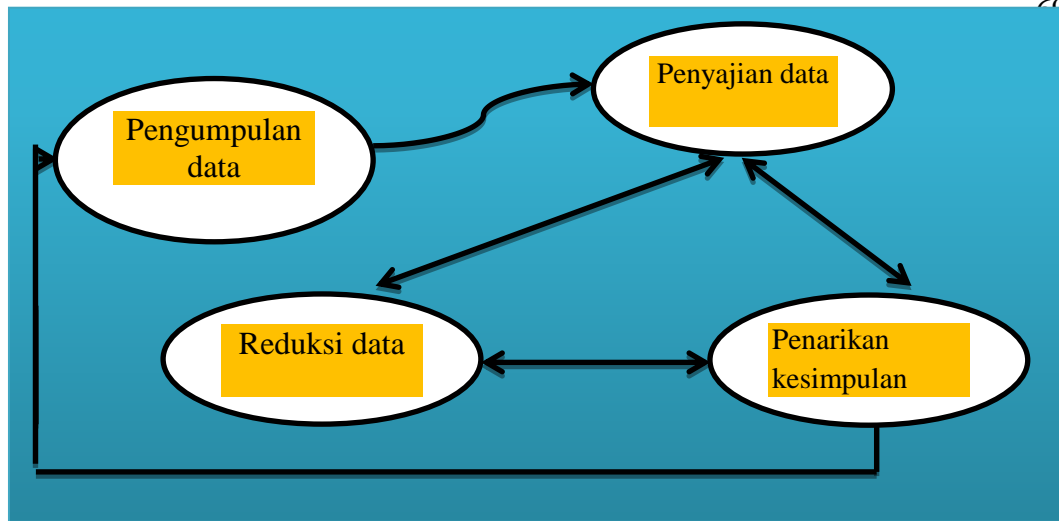 Pengumpulan
data
Penyajian data
Reduksi data
Penarikan
kesimpulan